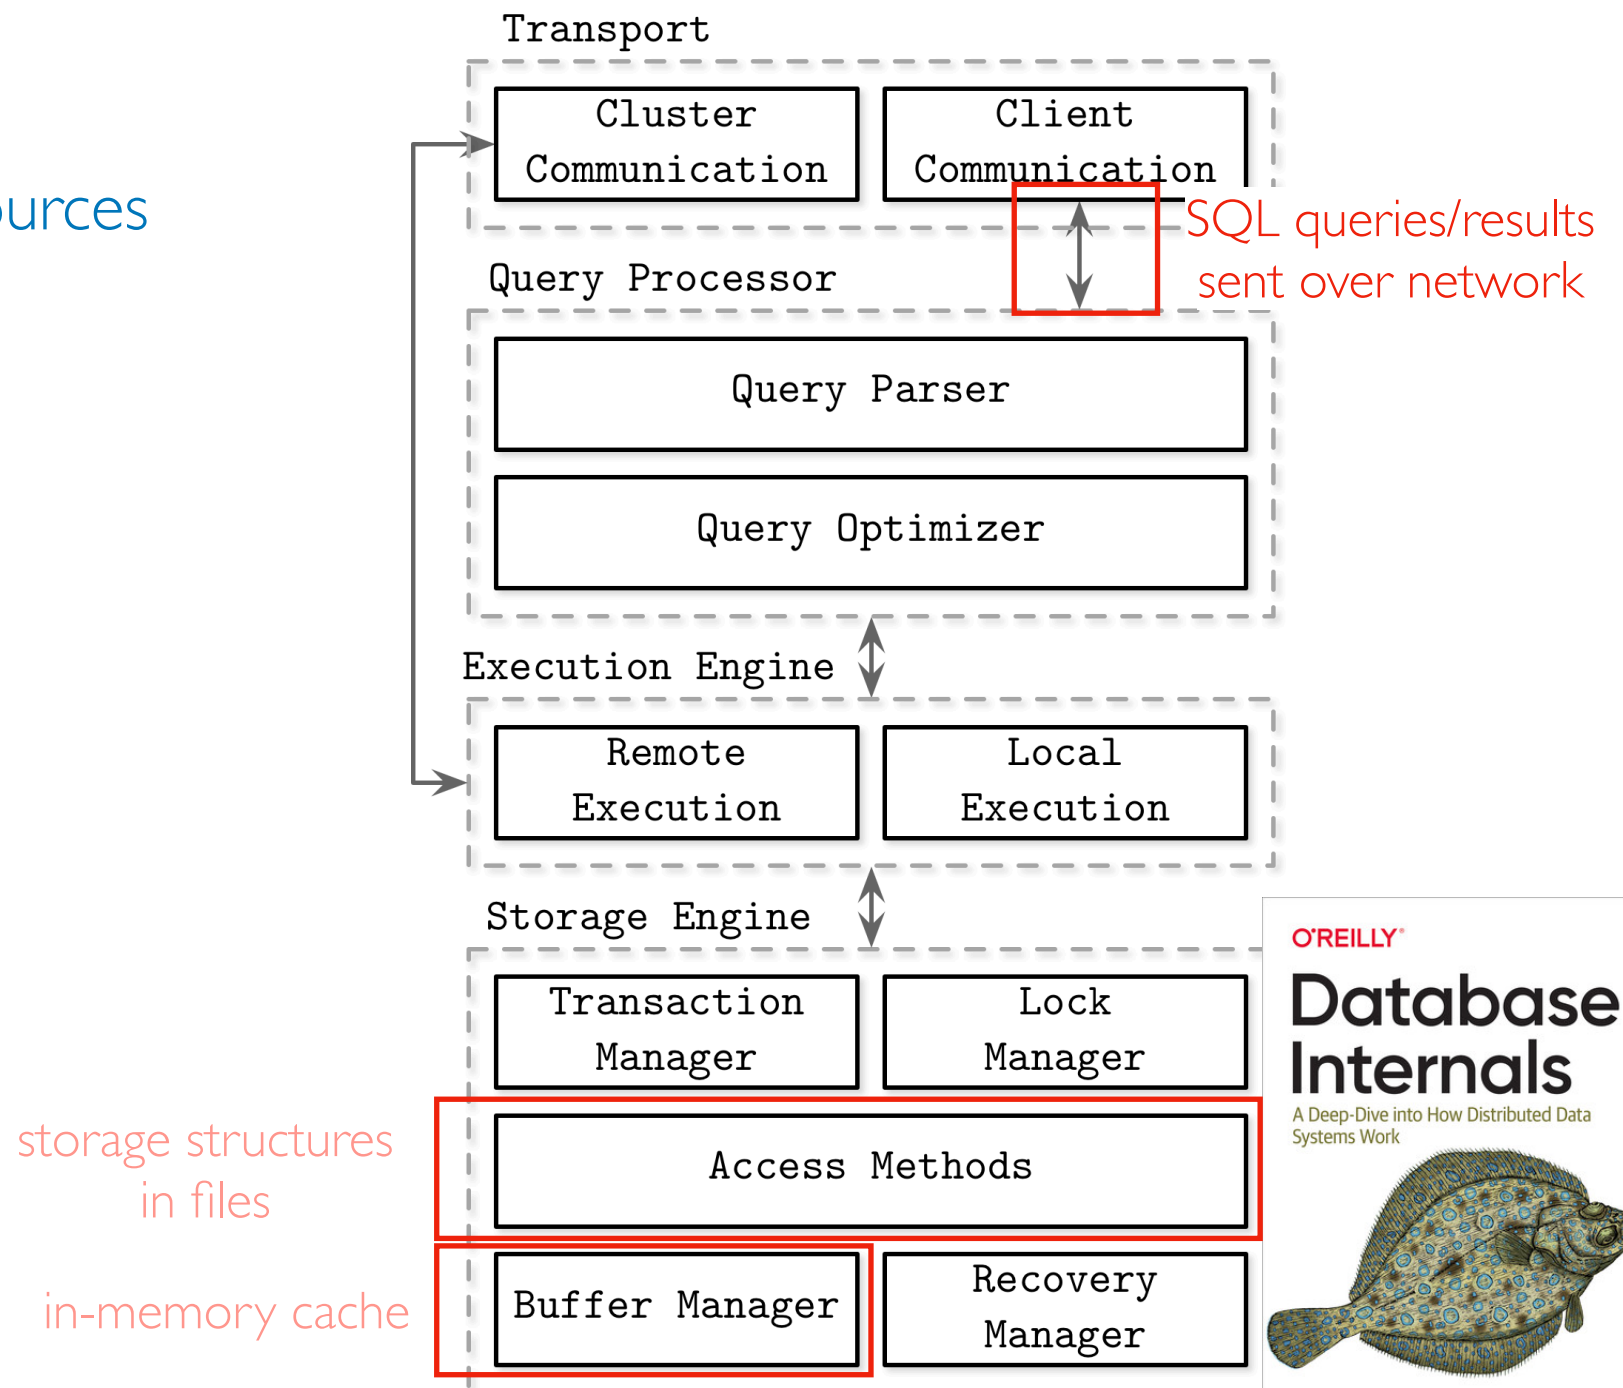 Transport
Cluster
Communication
Client
Communication
SQL queries/results
sent over network
Query Processor
Query Parser
Query Optimizer
Execution Engine
Remote
Execution
Local
Execution
Storage Engine
Transaction
Manager
Lock
Manager
storage structures
in files
Access Methods
in-memory cache
Buffer Manager
Recovery
Manager
O'REILLY®
Database
Internals
A Deep-Dive into How Distributed Data
Systems Work